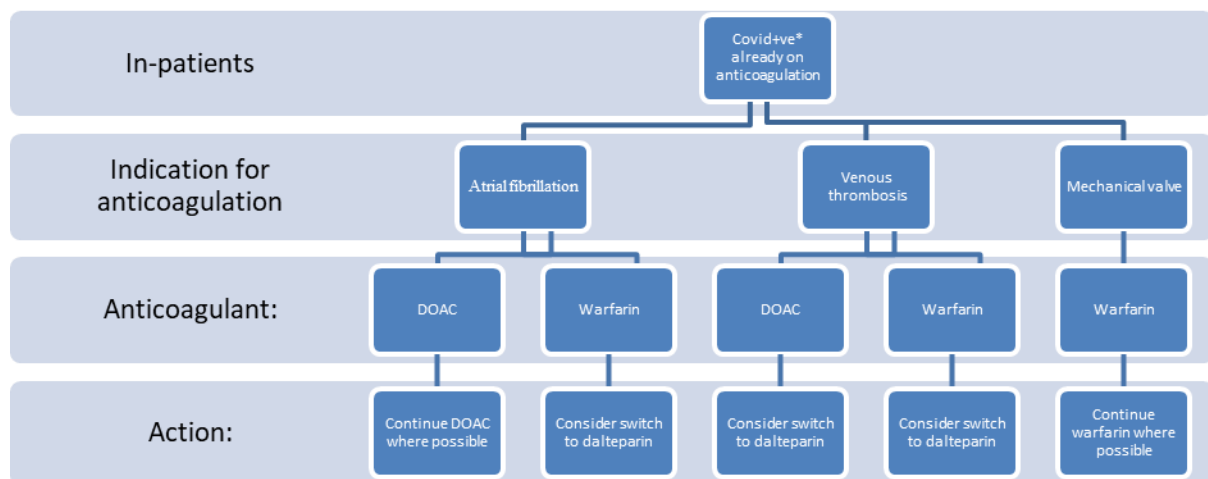 In-patients
Covid+ve*
already on
anticoagulation
Indication for
anticoagulation
Atrial fibrillation
Venous
thrombosis
Mechanical valve
Anticoagulant:
DOAC
Warfarin
DOAC
Warfarin
Warfarin
Action:
Continue DOAC
where possible
Consider switch
to dalteparin
Consider switch
to dalteparin
Consider switch
to dalteparin
Continue
warfarin where
possible